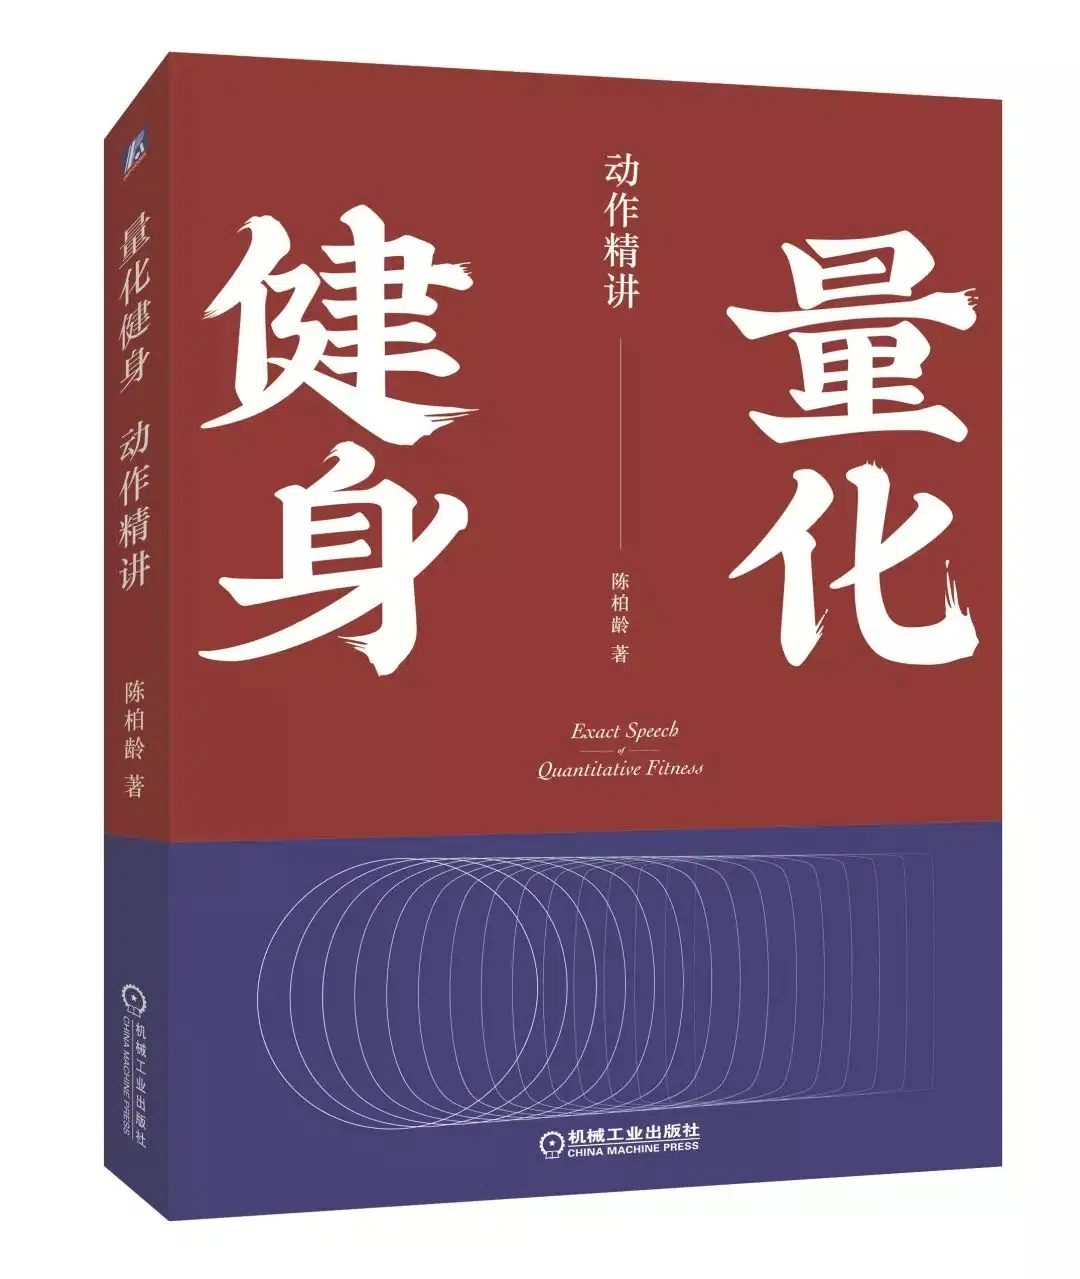 量化
健身
动作精讲
陈柏龄 著
Exact Speech
of
Quantitative Fitness
机械工业出版社
CHINA MACHINE PRESS
量化健身 动作精讲
陈柏龄 著
机械工业出版社
CHINA MACHINE PRESS